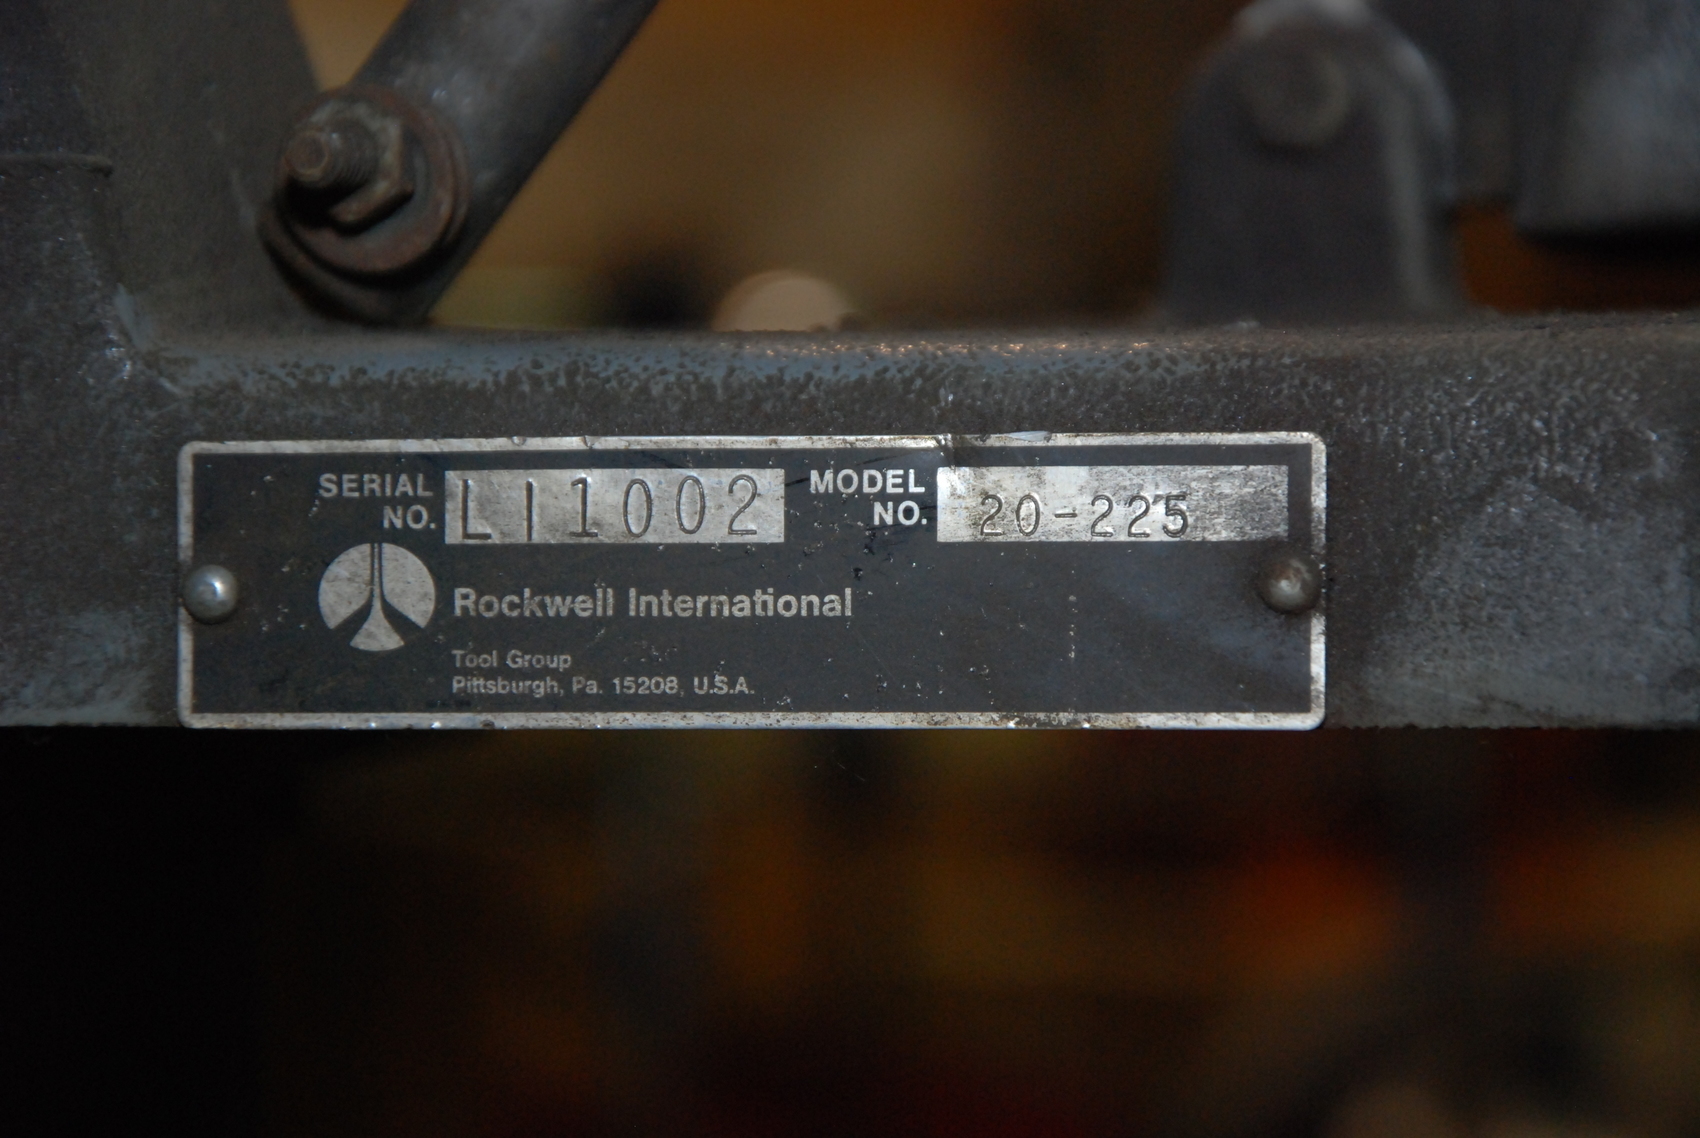 SERIAL NO. LI1002 MODEL NO. 20-225
Rockwell International
Tool Group
Pittsburgh, Pa. 15208, U.S.A.